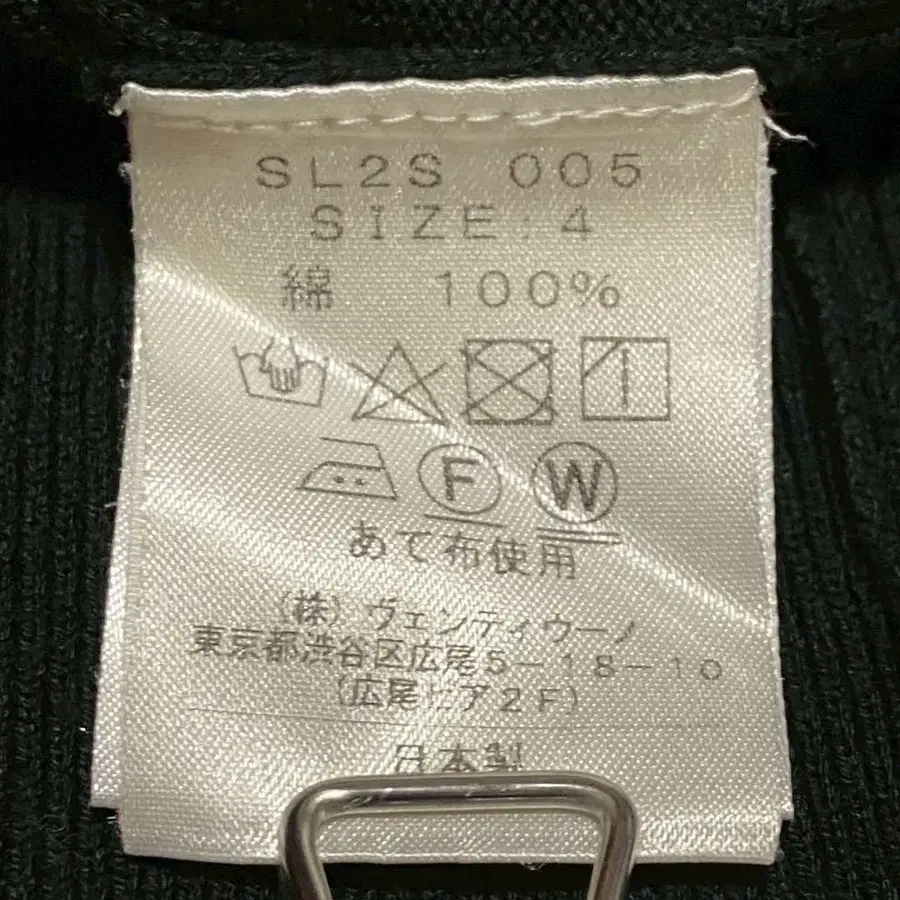 SL2S 005
SIZE:4
綿 100%
F W
あて布使用
(株)ヴェンティウーノ
東京都渋谷区広尾5-18-10
(広尾ピア2F)
日本製